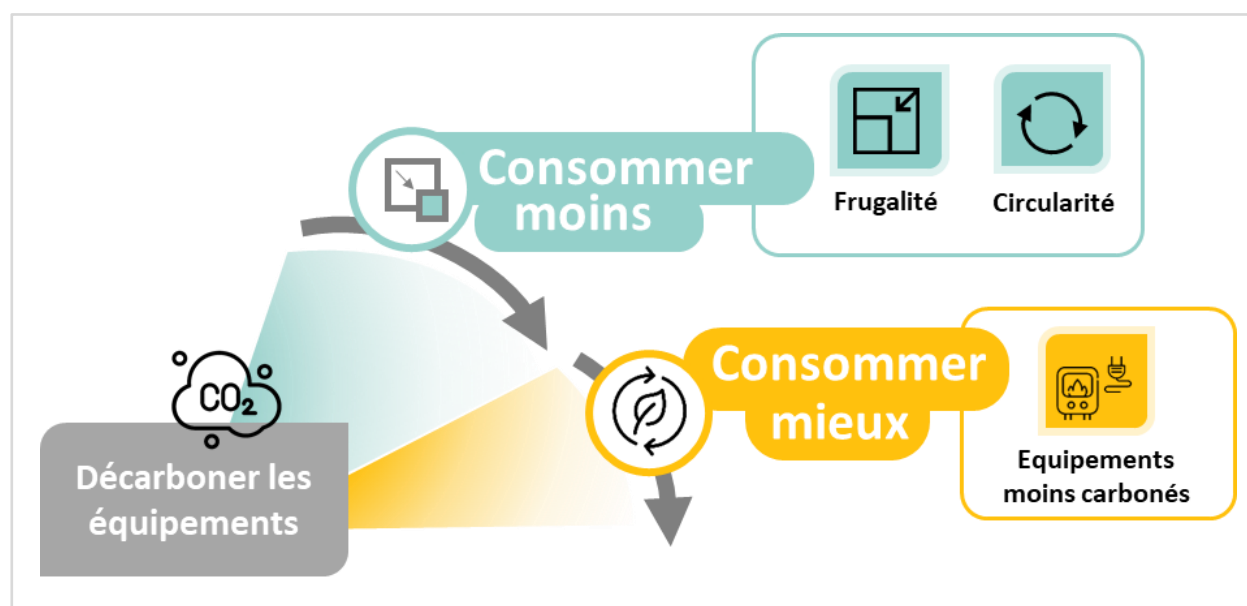 Consommer
moins
Frugalité
Circularité
Consommer
mieux
Equipements
moins carbonés
CO₂
Décarboner les
équipements